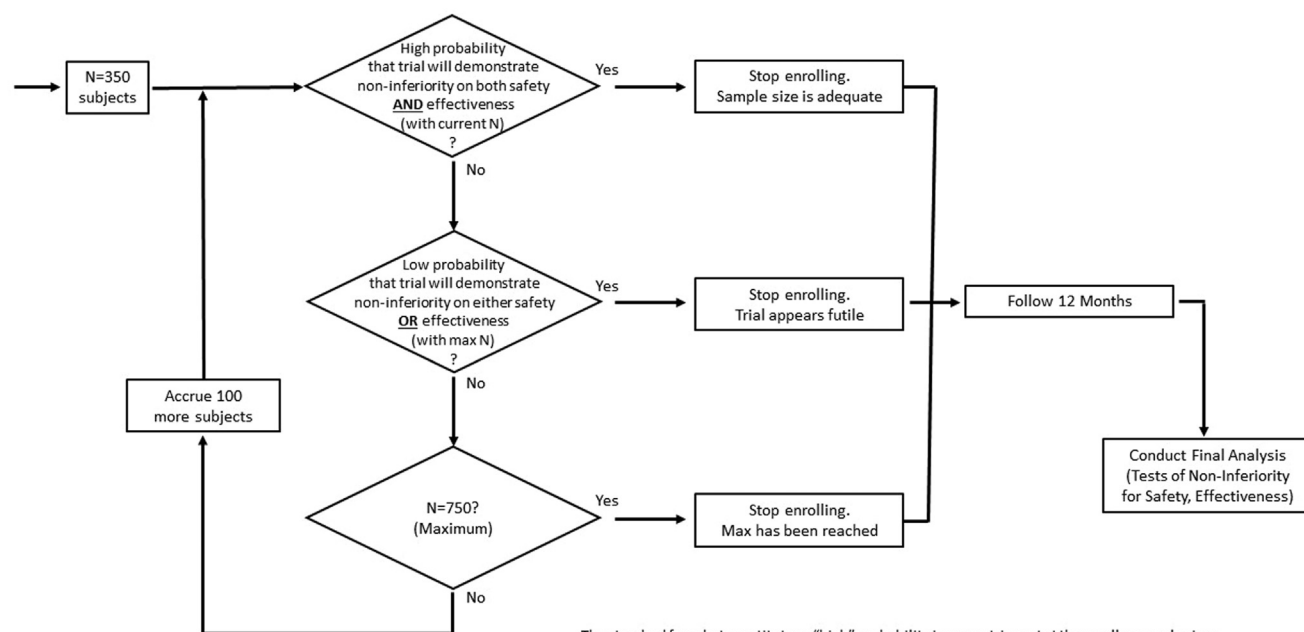 N=350
subjects
High probability
that trial will demonstrate
non-inferiority on both safety
AND effectiveness
(with current N)
?
Yes
Stop enrolling.
Sample size is adequate
No
Low probability
that trial will demonstrate
non-inferiority on either safety
OR effectiveness
(with max N)
?
Yes
Stop enrolling.
Trial appears futile
Follow 12 Months
No
Accrue 100
more subjects
Conduct Final Analysis
(Tests of Non-Inferiority
for Safety, Effectiveness)
N=750?
(Maximum)
Yes
Stop enrolling.
Max has been reached
No